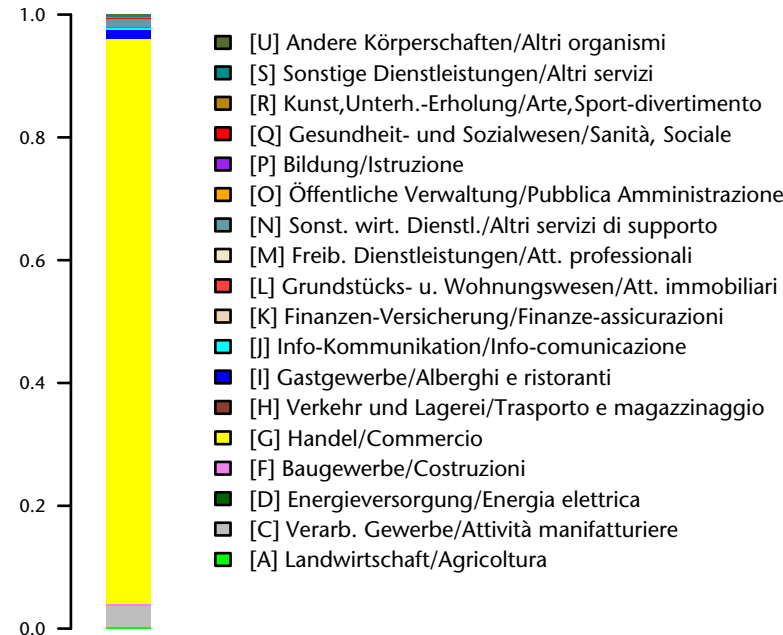 1.0
0.8
0.6
0.4
0.2
0.0
[U] Andere Körperschaften/Altri organismi
[S] Sonstige Dienstleistungen/Altri servizi
[R] Kunst,Unterh.-Erholung/Arte,Sport-divertimento
[Q] Gesundheit- und Sozialwesen/Sanità, Sociale
[P] Bildung/Istruzione
[O] Öffentliche Verwaltung/Pubblica Amministrazione
[N] Sonst. wirt. Dienstl./Altri servizi di supporto
[M] Freib. Dienstleistungen/Att. professionali
[L] Grundstücks- u. Wohnungswesen/Att. immobiliari
[K] Finanzen-Versicherung/Finanze-assicurazioni
[J] Info-Kommunikation/Info-comunicazione
[I] Gastgewerbe/Alberghi e ristoranti
[H] Verkehr und Lagerei/Trasporto e magazzinaggio
[G] Handel/Commercio
[F] Baugewerbe/Costruzioni
[D] Energieversorgung/Energia elettrica
[C] Verarb. Gewerbe/Attività manifatturiere
[A] Landwirtschaft/Agricoltura